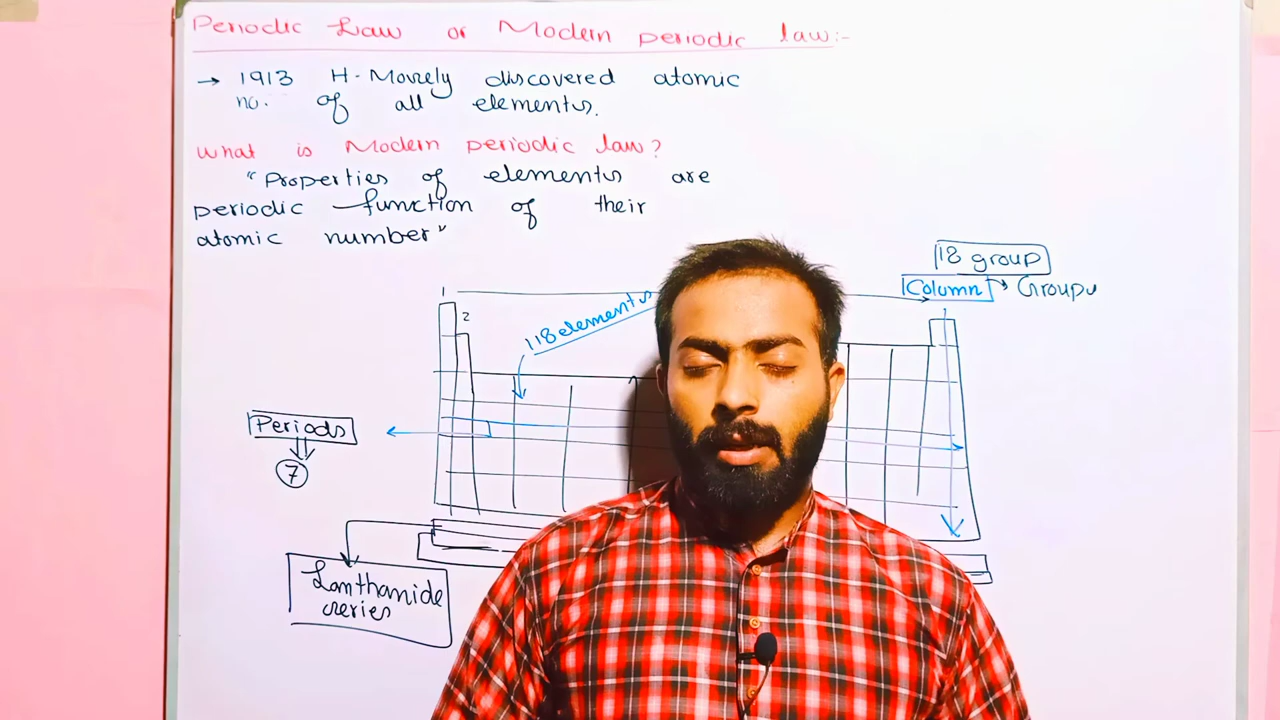 Periodic Law or Modern periodic law:-
→ 1913 H-Mosely discovered atomic
no. of all elements.
What is Modern periodic law?
"Properties of elements are
periodic function of their
atomic number"
18 group
Column → Groups
1
2
118 elements
Periods
7
Lanthanide
series